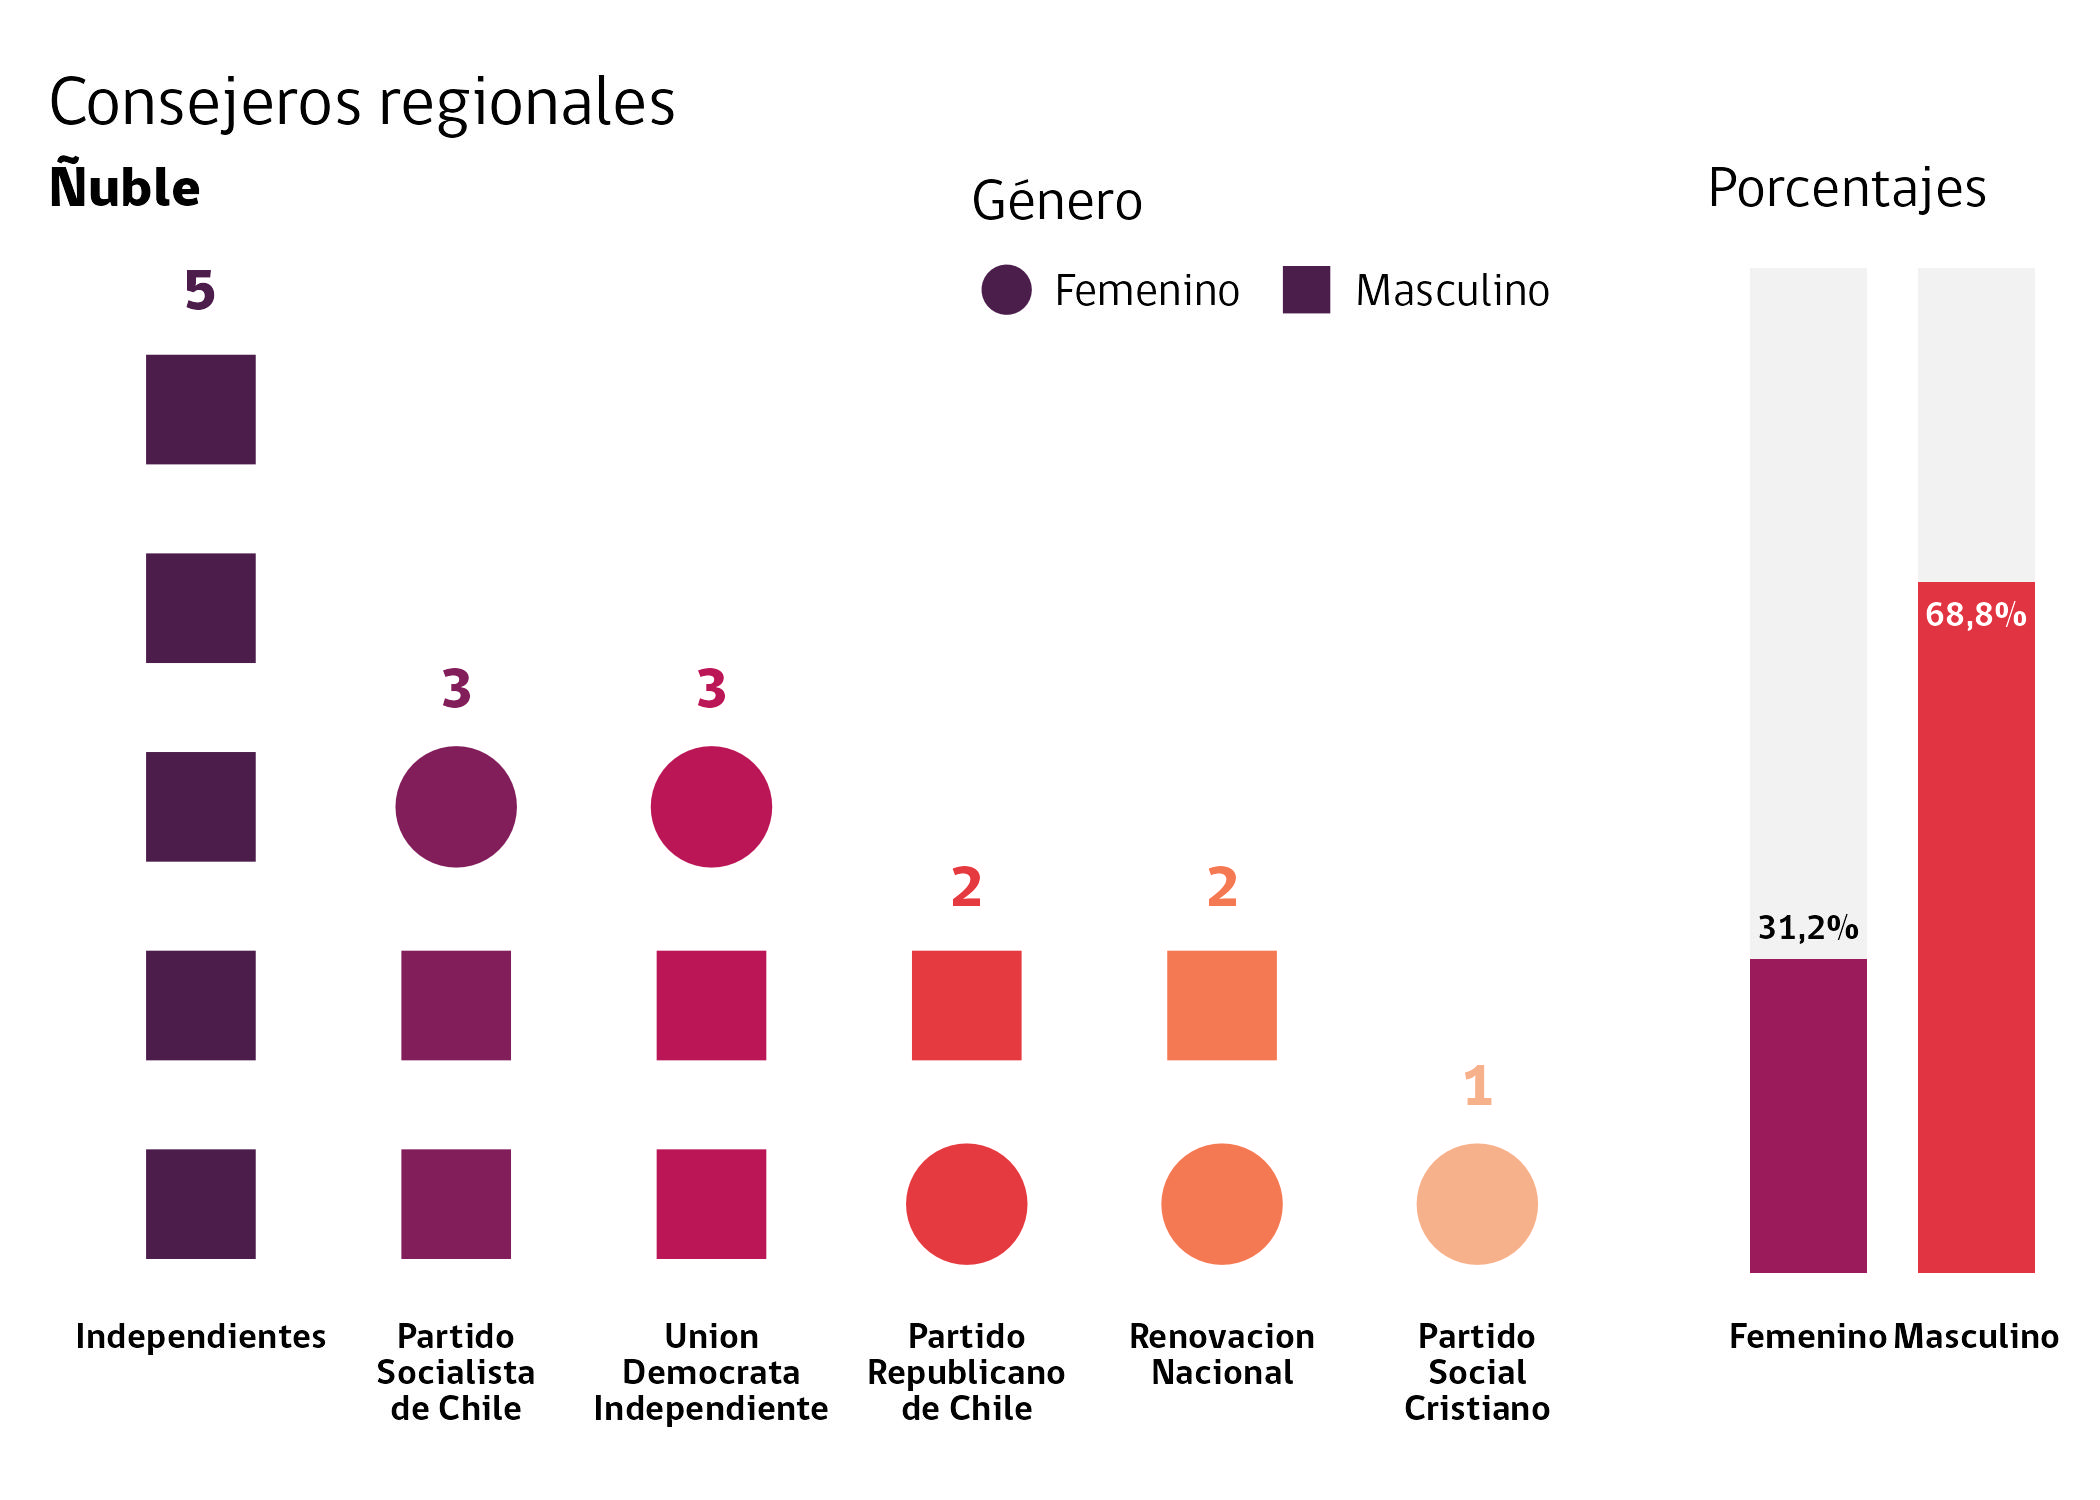 Consejeros regionales
Ñuble
Género
Femenino
Masculino
Porcentajes
5
3
3
2
2
1
Independientes
Partido
Socialista
de Chile
Union
Democrata
Independiente
Partido
Republicano
de Chile
Renovacion
Nacional
Partido
Social
Cristiano
31,2%
68,8%
Femenino
Masculino